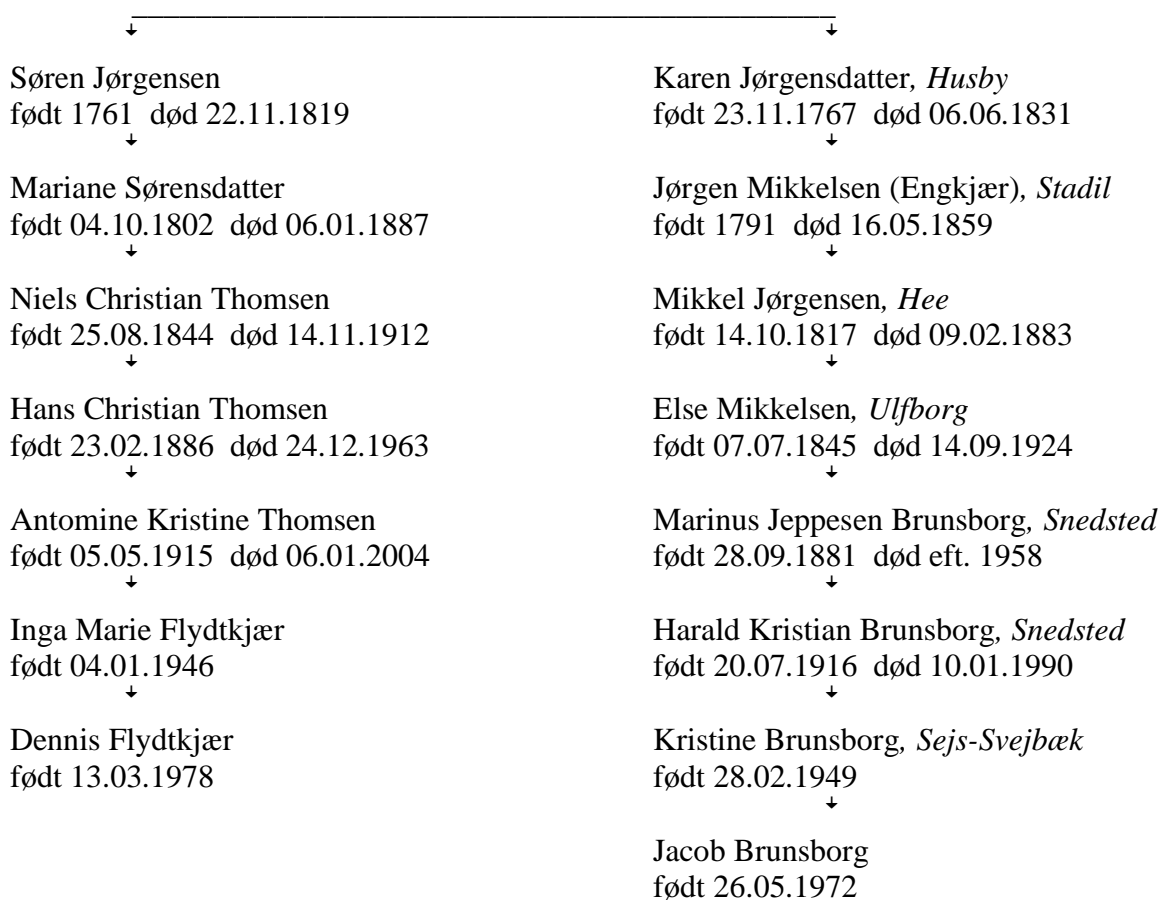 Søren Jørgensen
født 1761 død 22.11.1819
Mariane Sørensdatter
født 04.10.1802 død 06.01.1887
Niels Christian Thomsen
født 25.08.1844 død 14.11.1912
Hans Christian Thomsen
født 23.02.1886 død 24.12.1963
Antomine Kristine Thomsen
født 05.05.1915 død 06.01.2004
Inga Marie Flydtkjær
født 04.01.1946
Dennis Flydtkjær
født 13.03.1978
Karen Jørgensdatter, Husby
født 23.11.1767 død 06.06.1831
Jørgen Mikkelsen (Engkjær), Stadil
født 1791 død 16.05.1859
Mikkel Jørgensen, Hee
født 14.10.1817 død 09.02.1883
Else Mikkelsen, Ulfborg
født 07.07.1845 død 14.09.1924
Marinus Jeppesen Brunsborg, Snedsted
født 28.09.1881 død eft. 1958
Harald Kristian Brunsborg, Snedsted
født 20.07.1916 død 10.01.1990
Kristine Brunsborg, Sejs-Svejbæk
født 28.02.1949
Jacob Brunsborg
født 26.05.1972